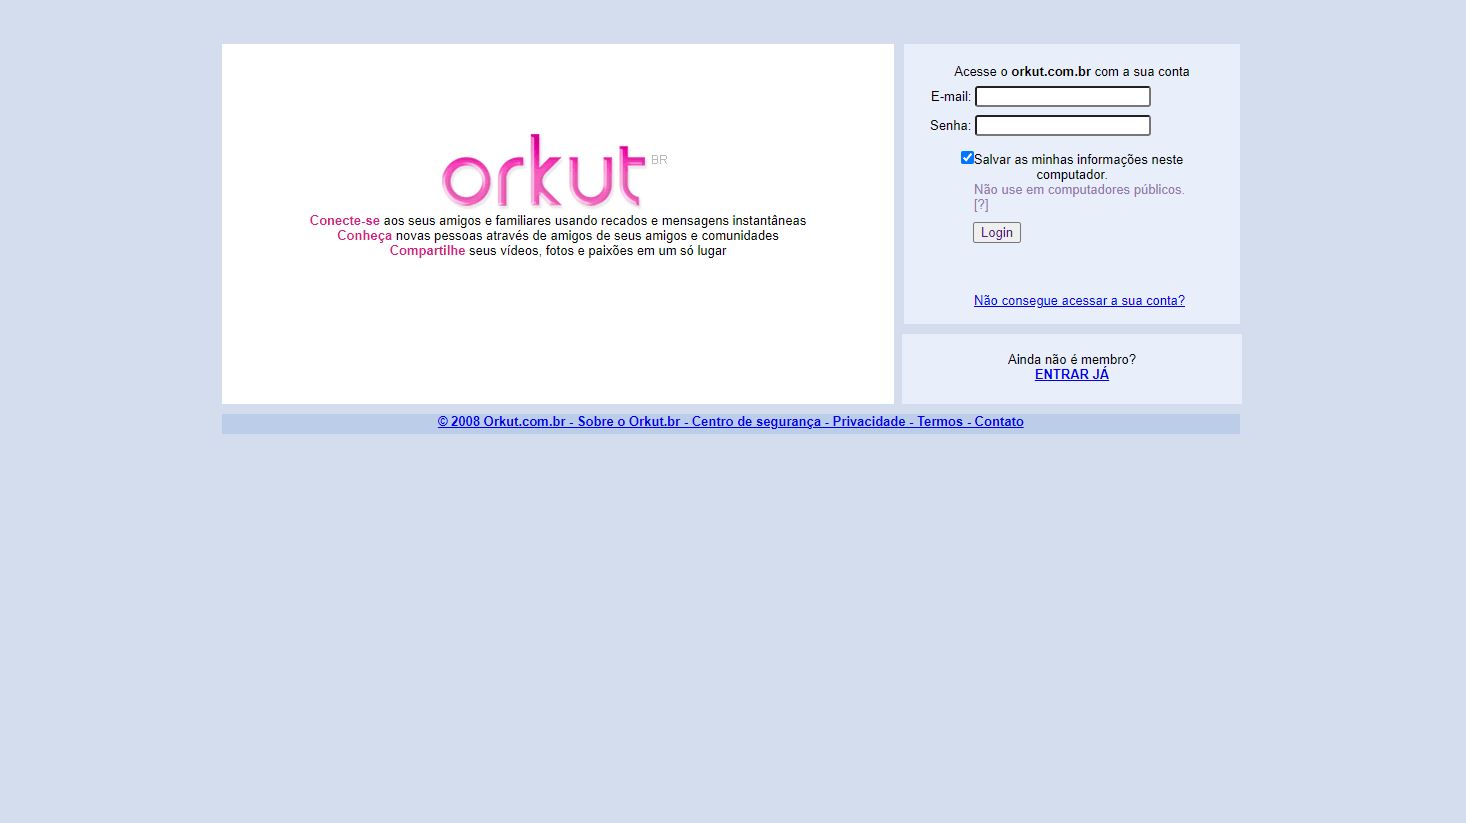 orkut BR
Conecte-se aos seus amigos e familiares usando recados e mensagens instantâneas
Conheça novas pessoas através de amigos de seus amigos e comunidades
Compartilhe seus vídeos, fotos e paixões em um só lugar
Acesse o orkut.com.br com a sua conta
E-mail:
Senha:
Salvar as minhas informações neste
computador.
Não use em computadores públicos.
[?]
Login
Não consegue acessar a sua conta?
Ainda não é membro?
ENTRAR JÁ
© 2008 Orkut.com.br - Sobre o Orkut.br - Centro de segurança - Privacidade - Termos - Contato